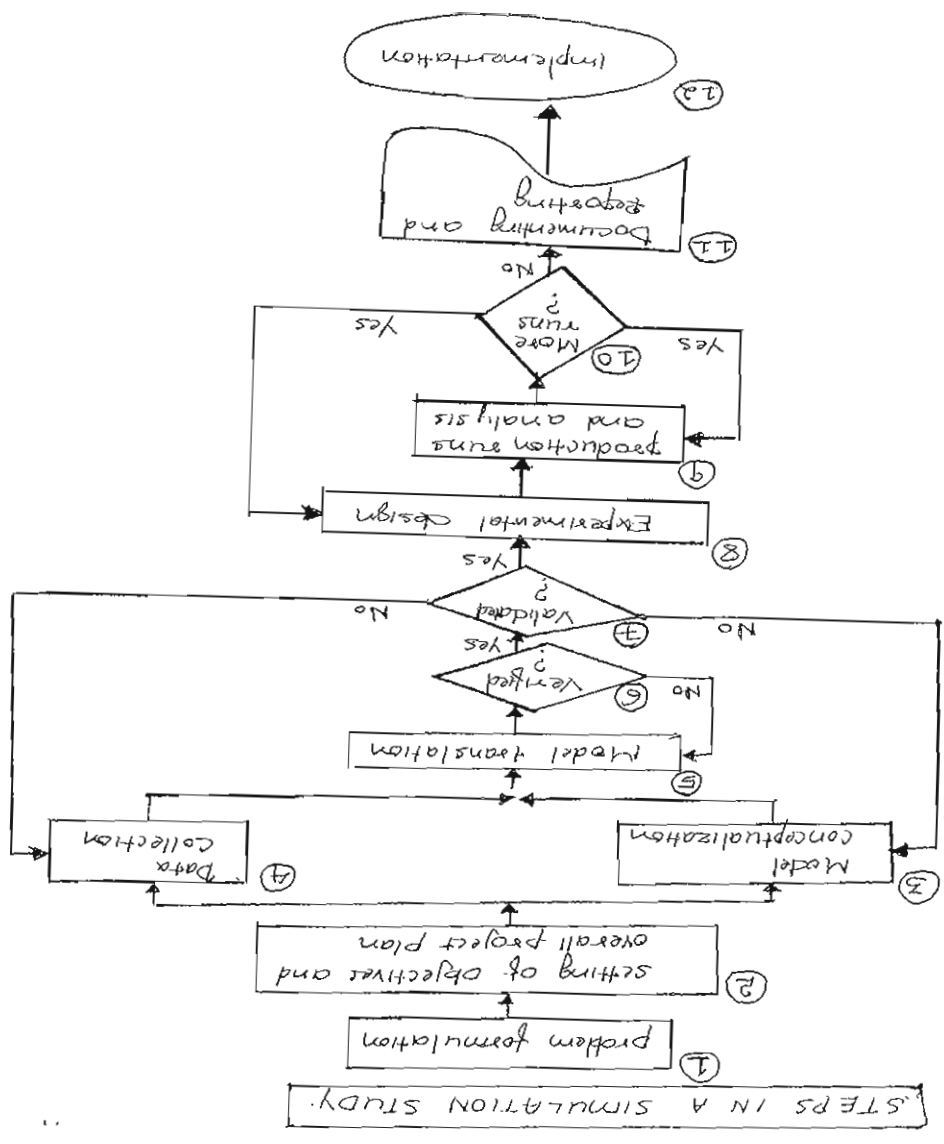 STEPS IN A SIMULATION STUDY.
1
problem formulation
2
setting of objectives and
overall project plan
3
Model
conceptualization
4
Data
Collection
5
Model translation
6
Verified
?
No
Yes
7
Validated
?
No
No
Yes
8
Experimental design
9
production runs
and analysis
10
More
runs
?
Yes
Yes
No
11
Documenting and
Reporting
12
implementation